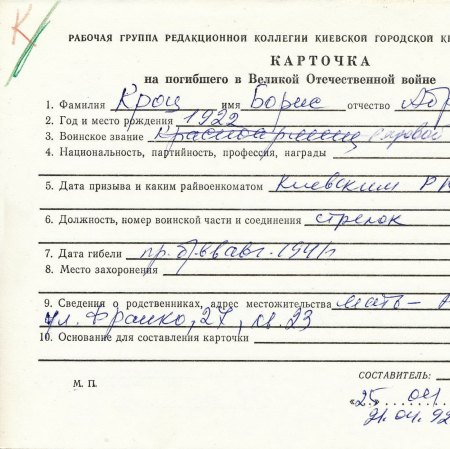 РАБОЧАЯ ГРУППА РЕДАКЦИОННОЙ КОЛЛЕГИИ КИЕВСКОЙ ГОРОДСКОЙ
КАРТОЧКА
на погибшего в Великой Отечественной войне
1. Фамилия Кроц имя Борис отчество Абр
2. Год и место рождения 1922
3. Воинское звание Красноармеец рядовой
4. Национальность, партийность, профессия, награды
5. Дата призыва и каким райвоенкоматом Киевским
6. Должность, номер воинской части и соединения стрелок
7. Дата гибели пр. б/в в авг. 1941 г
8. Место захоронения
9. Сведения о родственниках, адрес местожительства мать –
ул. Франко, 27, кв. 23
10. Основание для составления карточки
М. П.
СОСТАВИТЕЛЬ:
«25
21.04.92